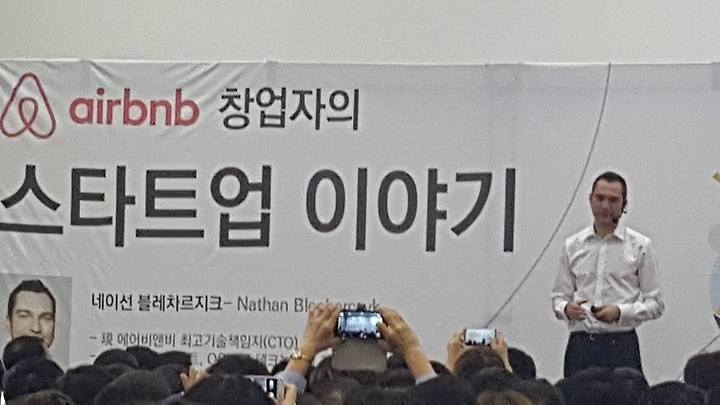 airbnb 창업자의
스타트업 이야기
네이선 블레차르지크- Nathan Blecharczyk
- 現 에어비앤비 최고기술책임자(CTO)